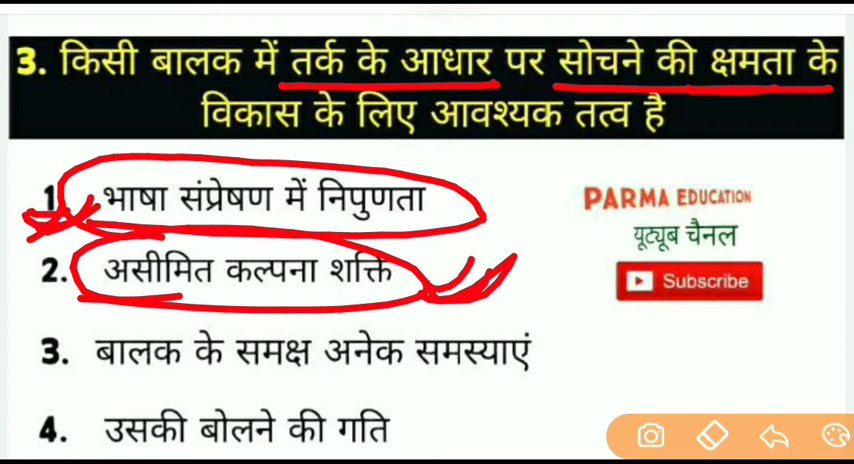 3. किसी बालक में तर्क के आधार पर सोचने की क्षमता के
विकास के लिए आवश्यक तत्व है
1. भाषा संप्रेषण में निपुणता
2. असीमित कल्पना शक्ति
3. बालक के समक्ष अनेक समस्याएं
4. उसकी बोलने की गति
PARMA EDUCATION
यूट्यूब चैनल
Subscribe